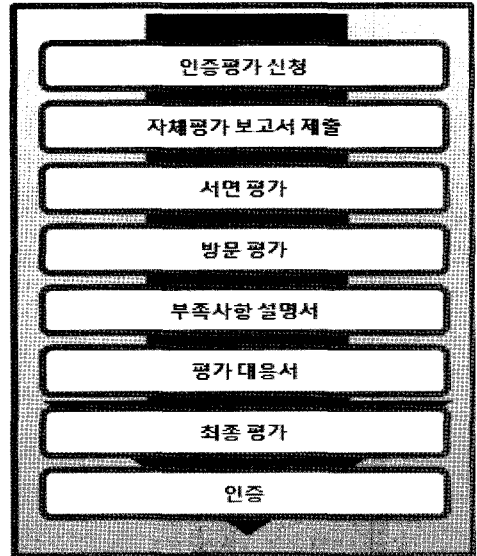 인증평가 신청
자체평가 보고서 제출
서면 평가
방문 평가
부족사항 설명서
평가 대응서
최종 평가
인증